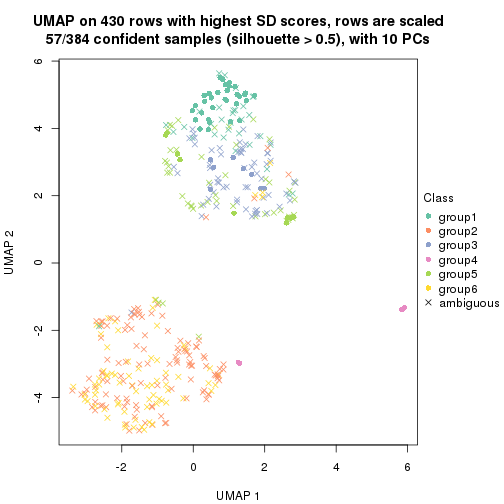 UMAP on 430 rows with highest SD scores, rows are scaled
57/384 confident samples (silhouette > 0.5), with 10 PCs
6
4
2
0
-2
-4
UMAP 2
-2
0
2
4
6
UMAP 1
Class
group1
group2
group3
group4
group5
group6
ambiguous